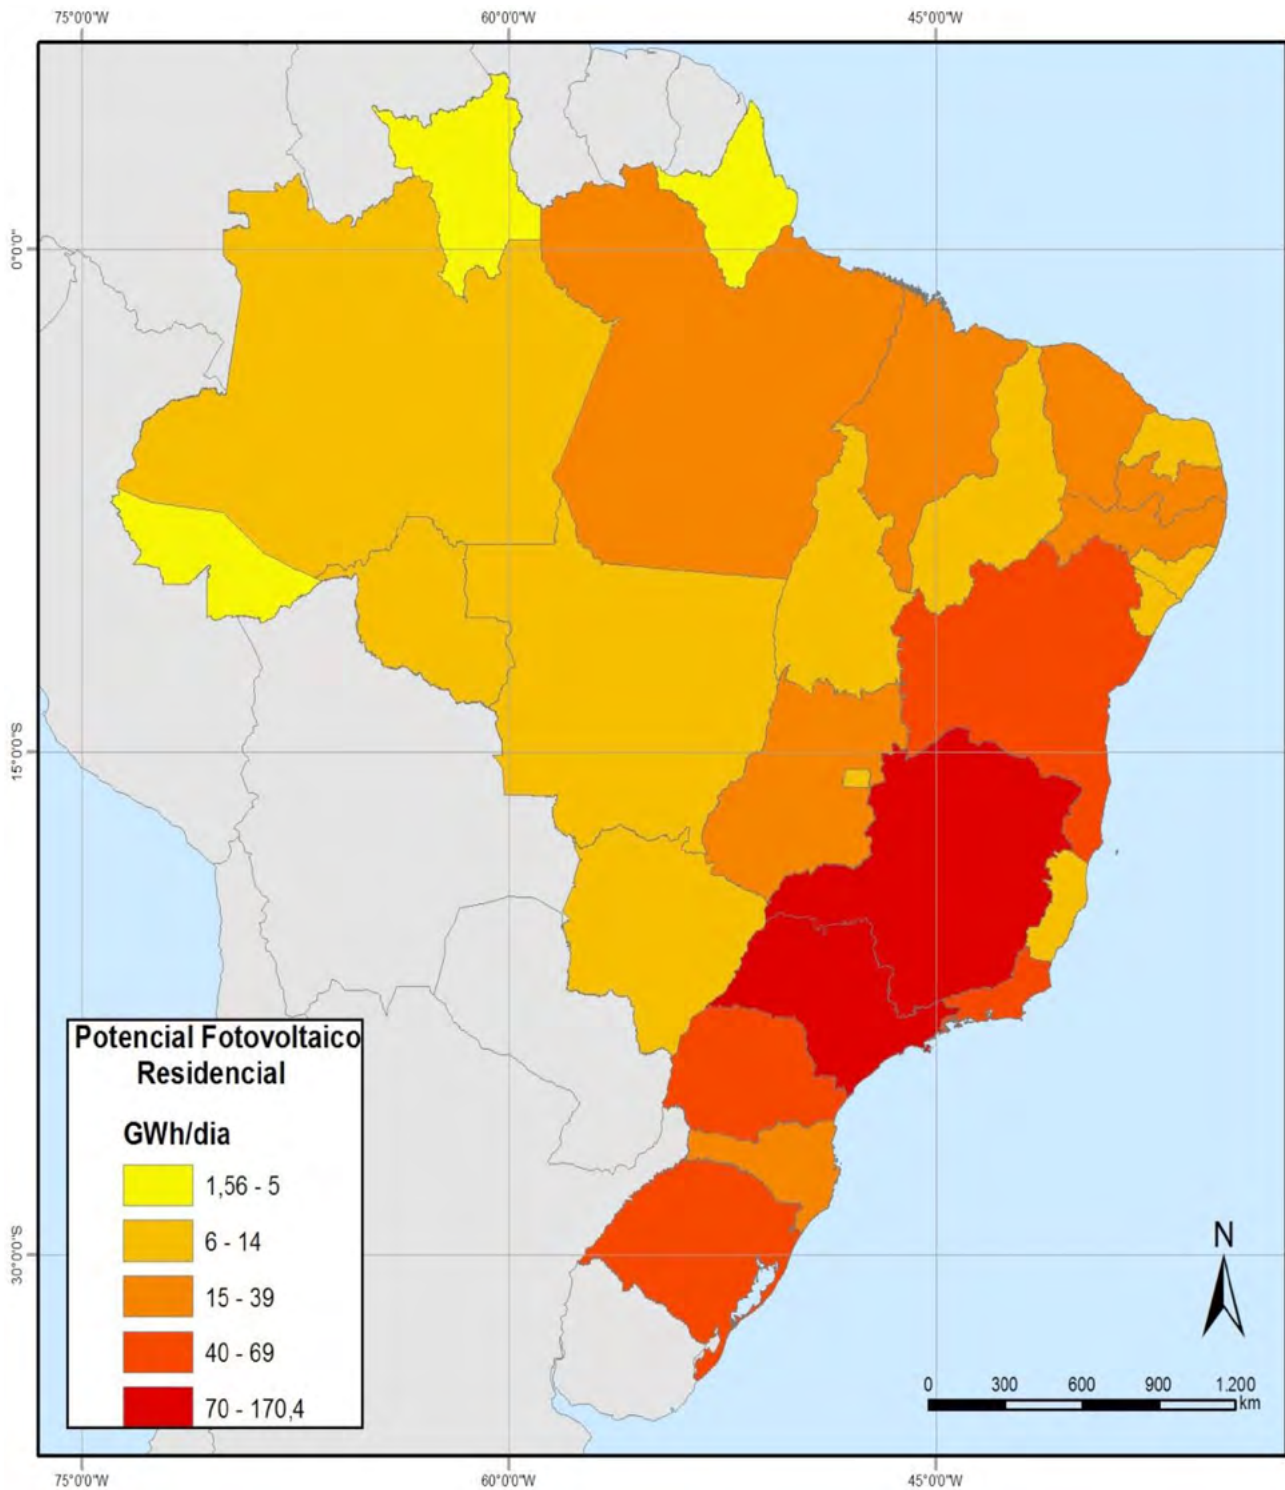 75°0'0"W 60°0'0"W 45°0'0"W
0°0'0"
15°0'0"S
30°0'0"S
Potencial Fotovoltaico
Residencial
GWh/dia
1,56 - 5
6 - 14
15 - 39
40 - 69
70 - 170,4
N
0 300 600 900 1.200
km
75°0'0"W 60°0'0"W 45°0'0"W